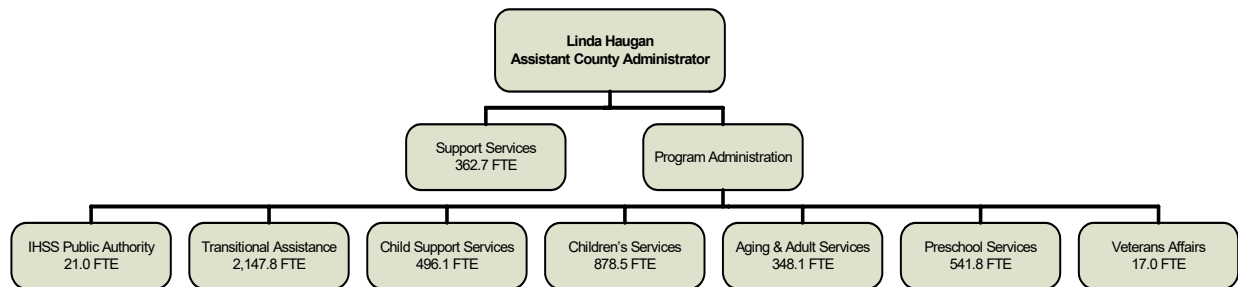 Linda Haugan
Assistant County Administrator
Support Services
362.7 FTE
Program Administration
IHSS Public Authority
21.0 FTE
Transitional Assistance
2,147.8 FTE
Child Support Services
496.1 FTE
Children's Services
878.5 FTE
Aging & Adult Services
348.1 FTE
Preschool Services
541.8 FTE
Veterans Affairs
17.0 FTE